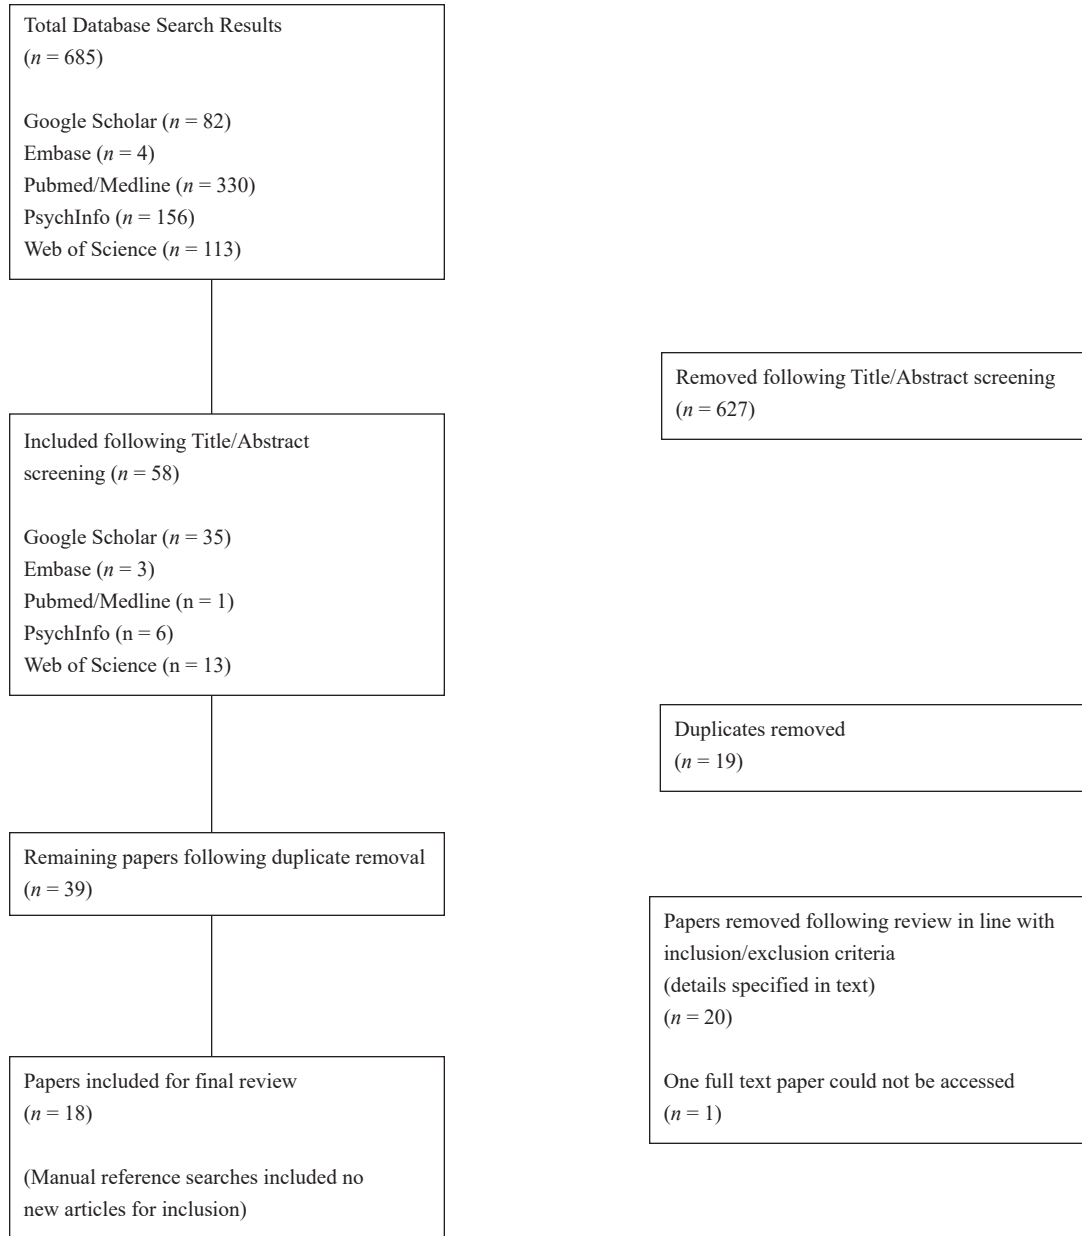 Total Database Search Results
(n = 685)
Google Scholar (n = 82)
Embase (n = 4)
Pubmed/Medline (n = 330)
PsychInfo (n = 156)
Web of Science (n = 113)
Removed following Title/Abstract screening
(n = 627)
Included following Title/Abstract
screening (n = 58)
Google Scholar (n = 35)
Embase (n = 3)
Pubmed/Medline (n = 1)
PsychInfo (n = 6)
Web of Science (n = 13)
Duplicates removed
(n = 19)
Remaining papers following duplicate removal
(n = 39)
Papers removed following review in line with
inclusion/exclusion criteria
(details specified in text)
(n = 20)
One full text paper could not be accessed
(n = 1)
Papers included for final review
(n = 18)
(Manual reference searches included no
new articles for inclusion)